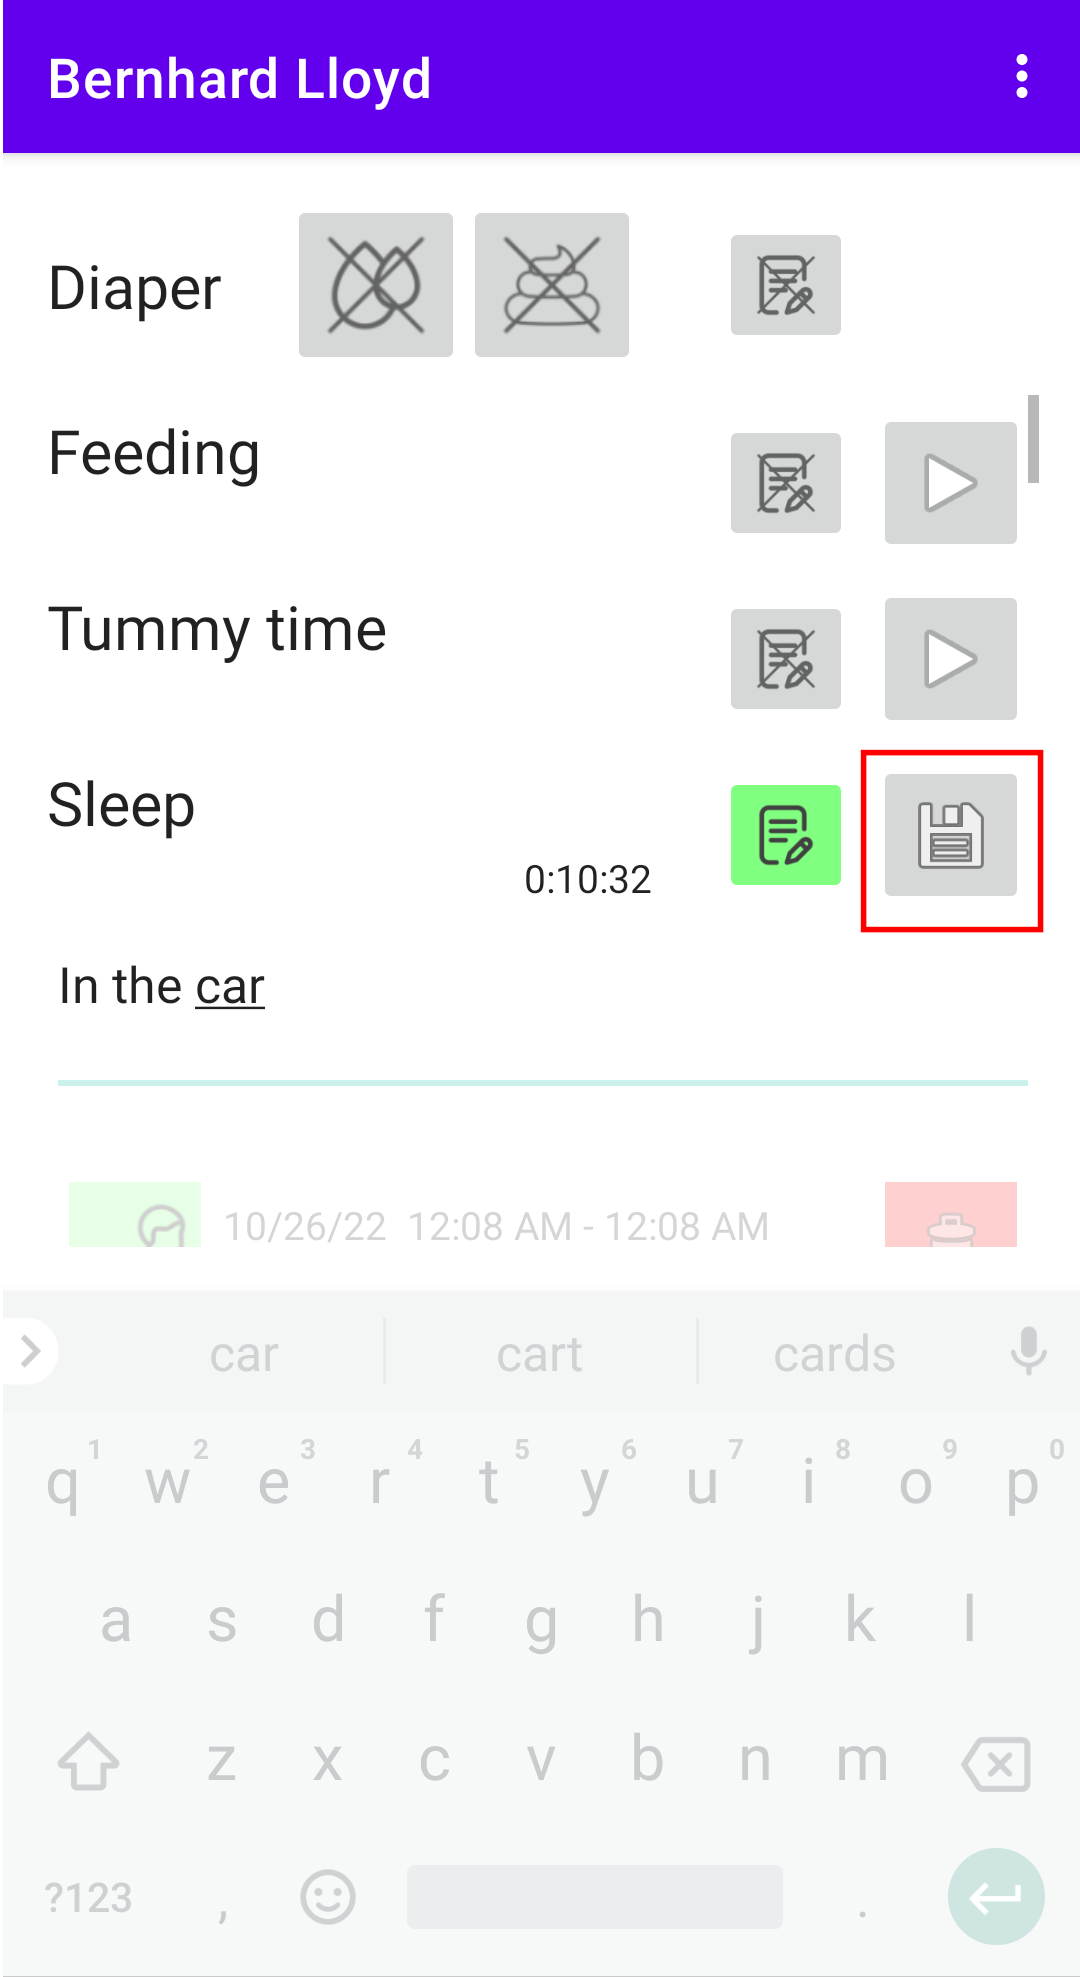 Bernhard Lloyd
Diaper
Feeding
Tummy time
Sleep
0:10:32
In the car
10/26/22 12:08 AM - 12:08 AM
car cart cards
1 2 3 4 5 6 7 8 9 0
q w e r t y u i o p
a s d f g h j k l
z x c v b n m
?123 , .